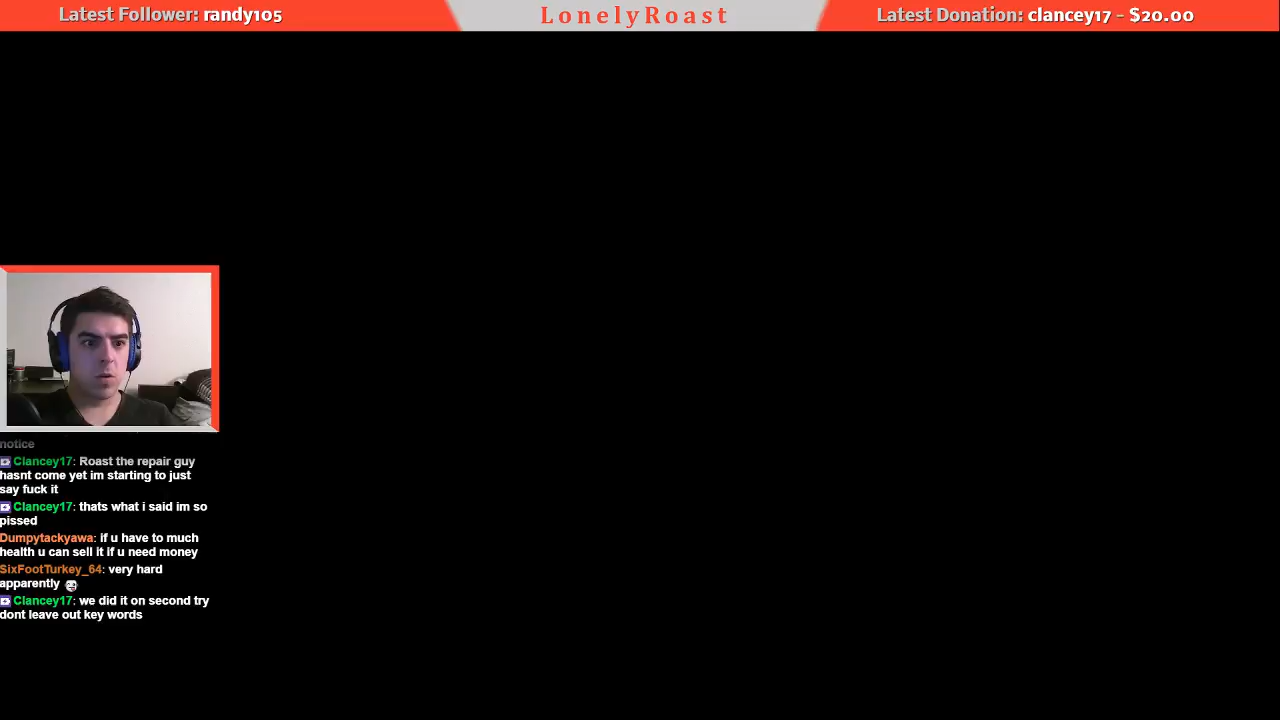 Latest Follower: randy105
LonelyRoast
Latest Donation: clancey17 - $20.00
notice
Clancey17: Roast the repair guy
hasnt come yet im starting to just
say fuck it
Clancey17: thats what i said im so
pissed
Dumpytackyawa: if u have to much
health u can sell it if u need money
SixFootTurkey_64: very hard
apparently
Clancey17: we did it on second try
dont leave out key words